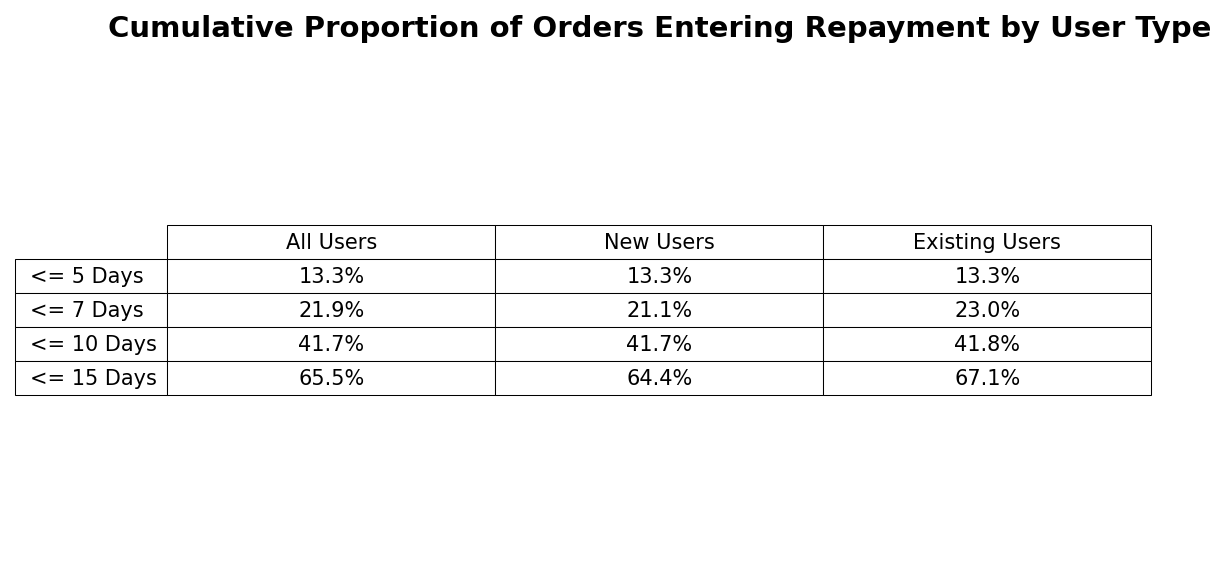 Cumulative Proportion of Orders Entering Repayment by User Type
All Users New Users Existing Users
<= 5 Days 13.3% 13.3% 13.3%
<= 7 Days 21.9% 21.1% 23.0%
<= 10 Days 41.7% 41.7% 41.8%
<= 15 Days 65.5% 64.4% 67.1%